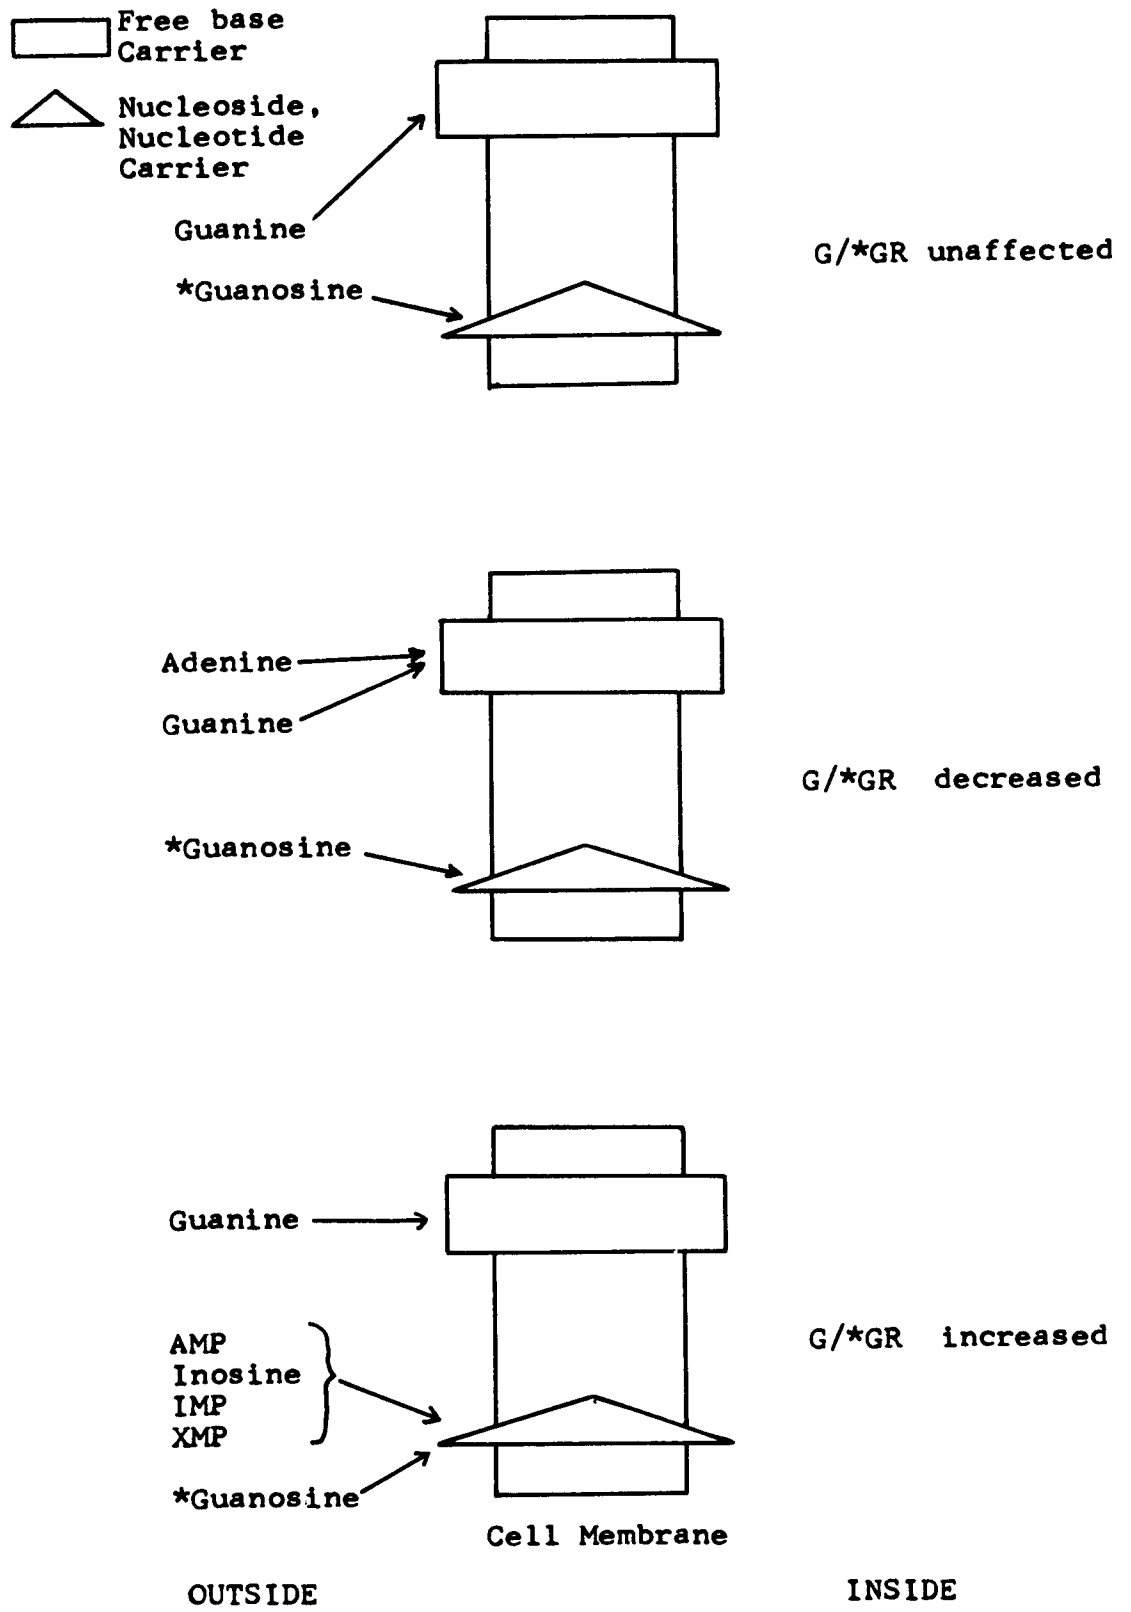 Free base
Carrier
Nucleoside,
Nucleotide
Carrier
Guanine
*Guanosine
G/*GR unaffected
Adenine
Guanine
*Guanosine
G/*GR decreased
Guanine
AMP
Inosine
IMP
XMP
*Guanosine
G/*GR increased
Cell Membrane
OUTSIDE
INSIDE